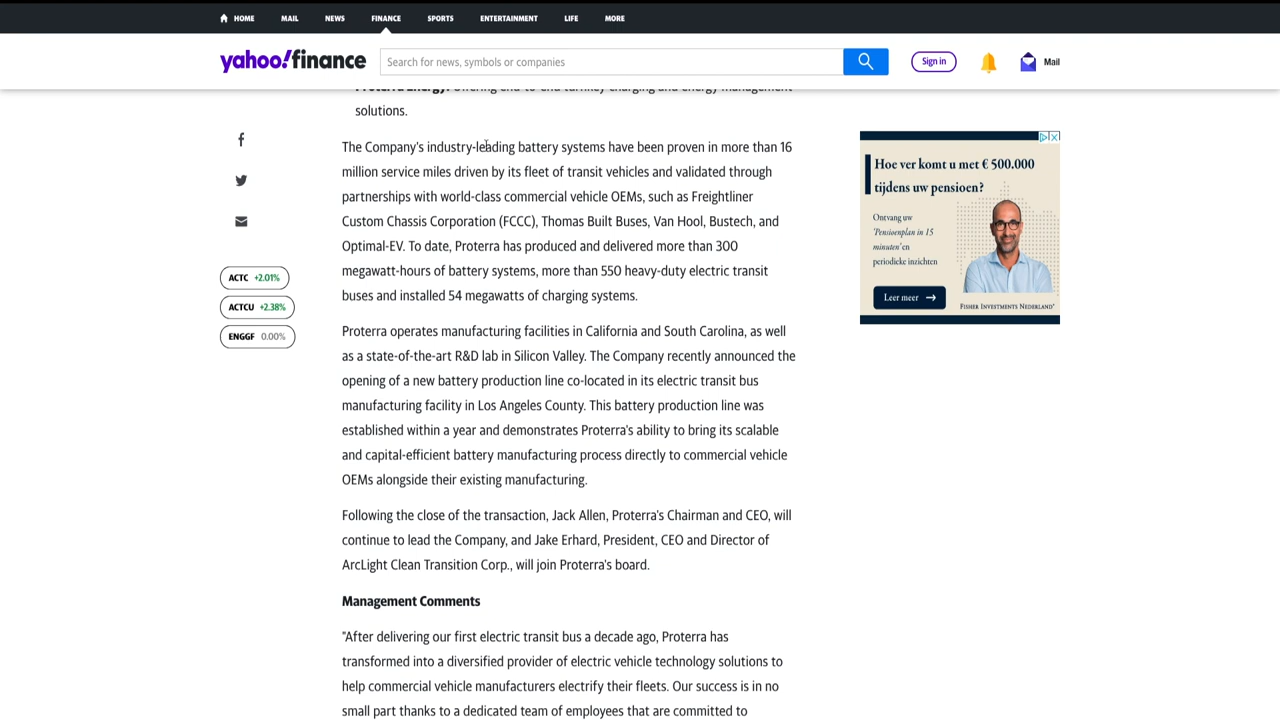 HOME MAIL NEWS FINANCE SPORTS ENTERTAINMENT LIFE MORE
yahoo!finance Search for news, symbols or companies Sign in Mail
Proterra Energy: Offering end-to-end turnkey charging and energy management
solutions.
The Company's industry-leading battery systems have been proven in more than 16
million service miles driven by its fleet of transit vehicles and validated through
partnerships with world-class commercial vehicle OEMs, such as Freightliner
Custom Chassis Corporation (FCCC), Thomas Built Buses, Van Hool, Bustech, and
Optimal-EV. To date, Proterra has produced and delivered more than 300
megawatt-hours of battery systems, more than 550 heavy-duty electric transit
buses and installed 54 megawatts of charging systems.
Proterra operates manufacturing facilities in California and South Carolina, as well
as a state-of-the-art R&D lab in Silicon Valley. The Company recently announced the
opening of a new battery production line co-located in its electric transit bus
manufacturing facility in Los Angeles County. This battery production line was
established within a year and demonstrates Proterra's ability to bring its scalable
and capital-efficient battery manufacturing process directly to commercial vehicle
OEMs alongside their existing manufacturing.
Following the close of the transaction, Jack Allen, Proterra's Chairman and CEO, will
continue to lead the Company, and Jake Erhard, President, CEO and Director of
ArcLight Clean Transition Corp., will join Proterra's board.
Management Comments
"After delivering our first electric transit bus a decade ago, Proterra has
transformed into a diversified provider of electric vehicle technology solutions to
help commercial vehicle manufacturers electrify their fleets. Our success is in no
small part thanks to a dedicated team of employees that are committed to
ACTC +2.01%
ACTCU +2.38%
ENGGF 0.00%
Hoe ver komt u met € 500.000
tijdens uw pensioen?
Ontvang uw
'Pensioenplan in 15
minuten' en
periodieke inzichten
Leer meer →
FISHER INVESTMENTS NEDERLAND